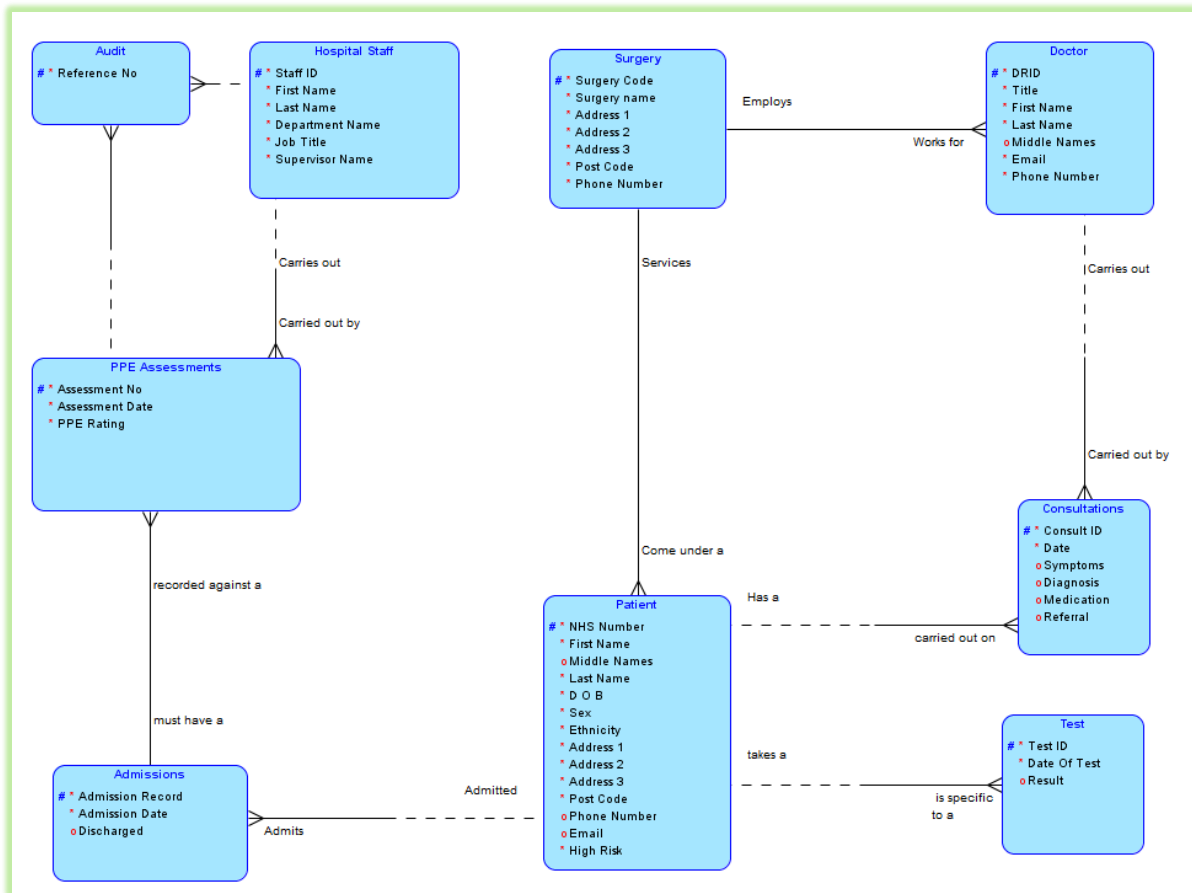 Audit
# * Reference No
Hospital Staff
# * Staff ID
* First Name
* Last Name
* Department Name
* Job Title
* Supervisor Name
Surgery
# * Surgery Code
* Surgery name
* Address 1
* Address 2
* Address 3
* Post Code
* Phone Number
Employs
Works for
Doctor
# * DRID
* Title
* First Name
* Last Name
o Middle Names
* Email
* Phone Number
Carries out
Carried out by
Services
Come under a
Carries out
Carried out by
PPE Assessments
# * Assessment No
* Assessment Date
* PPE Rating
recorded against a
must have a
Admissions
# * Admission Record
* Admission Date
o Discharged
Admitted
Admits
Patient
# * NHS Number
* First Name
o Middle Names
* Last Name
* D O B
* Sex
* Ethnicity
* Address 1
* Address 2
* Address 3
* Post Code
o Phone Number
o Email
* High Risk
Has a
carried out on
Consultations
# * Consult ID
* Date
o Symptoms
o Diagnosis
o Medication
o Referral
takes a
is specific
to a
Test
# * Test ID
* Date Of Test
o Result